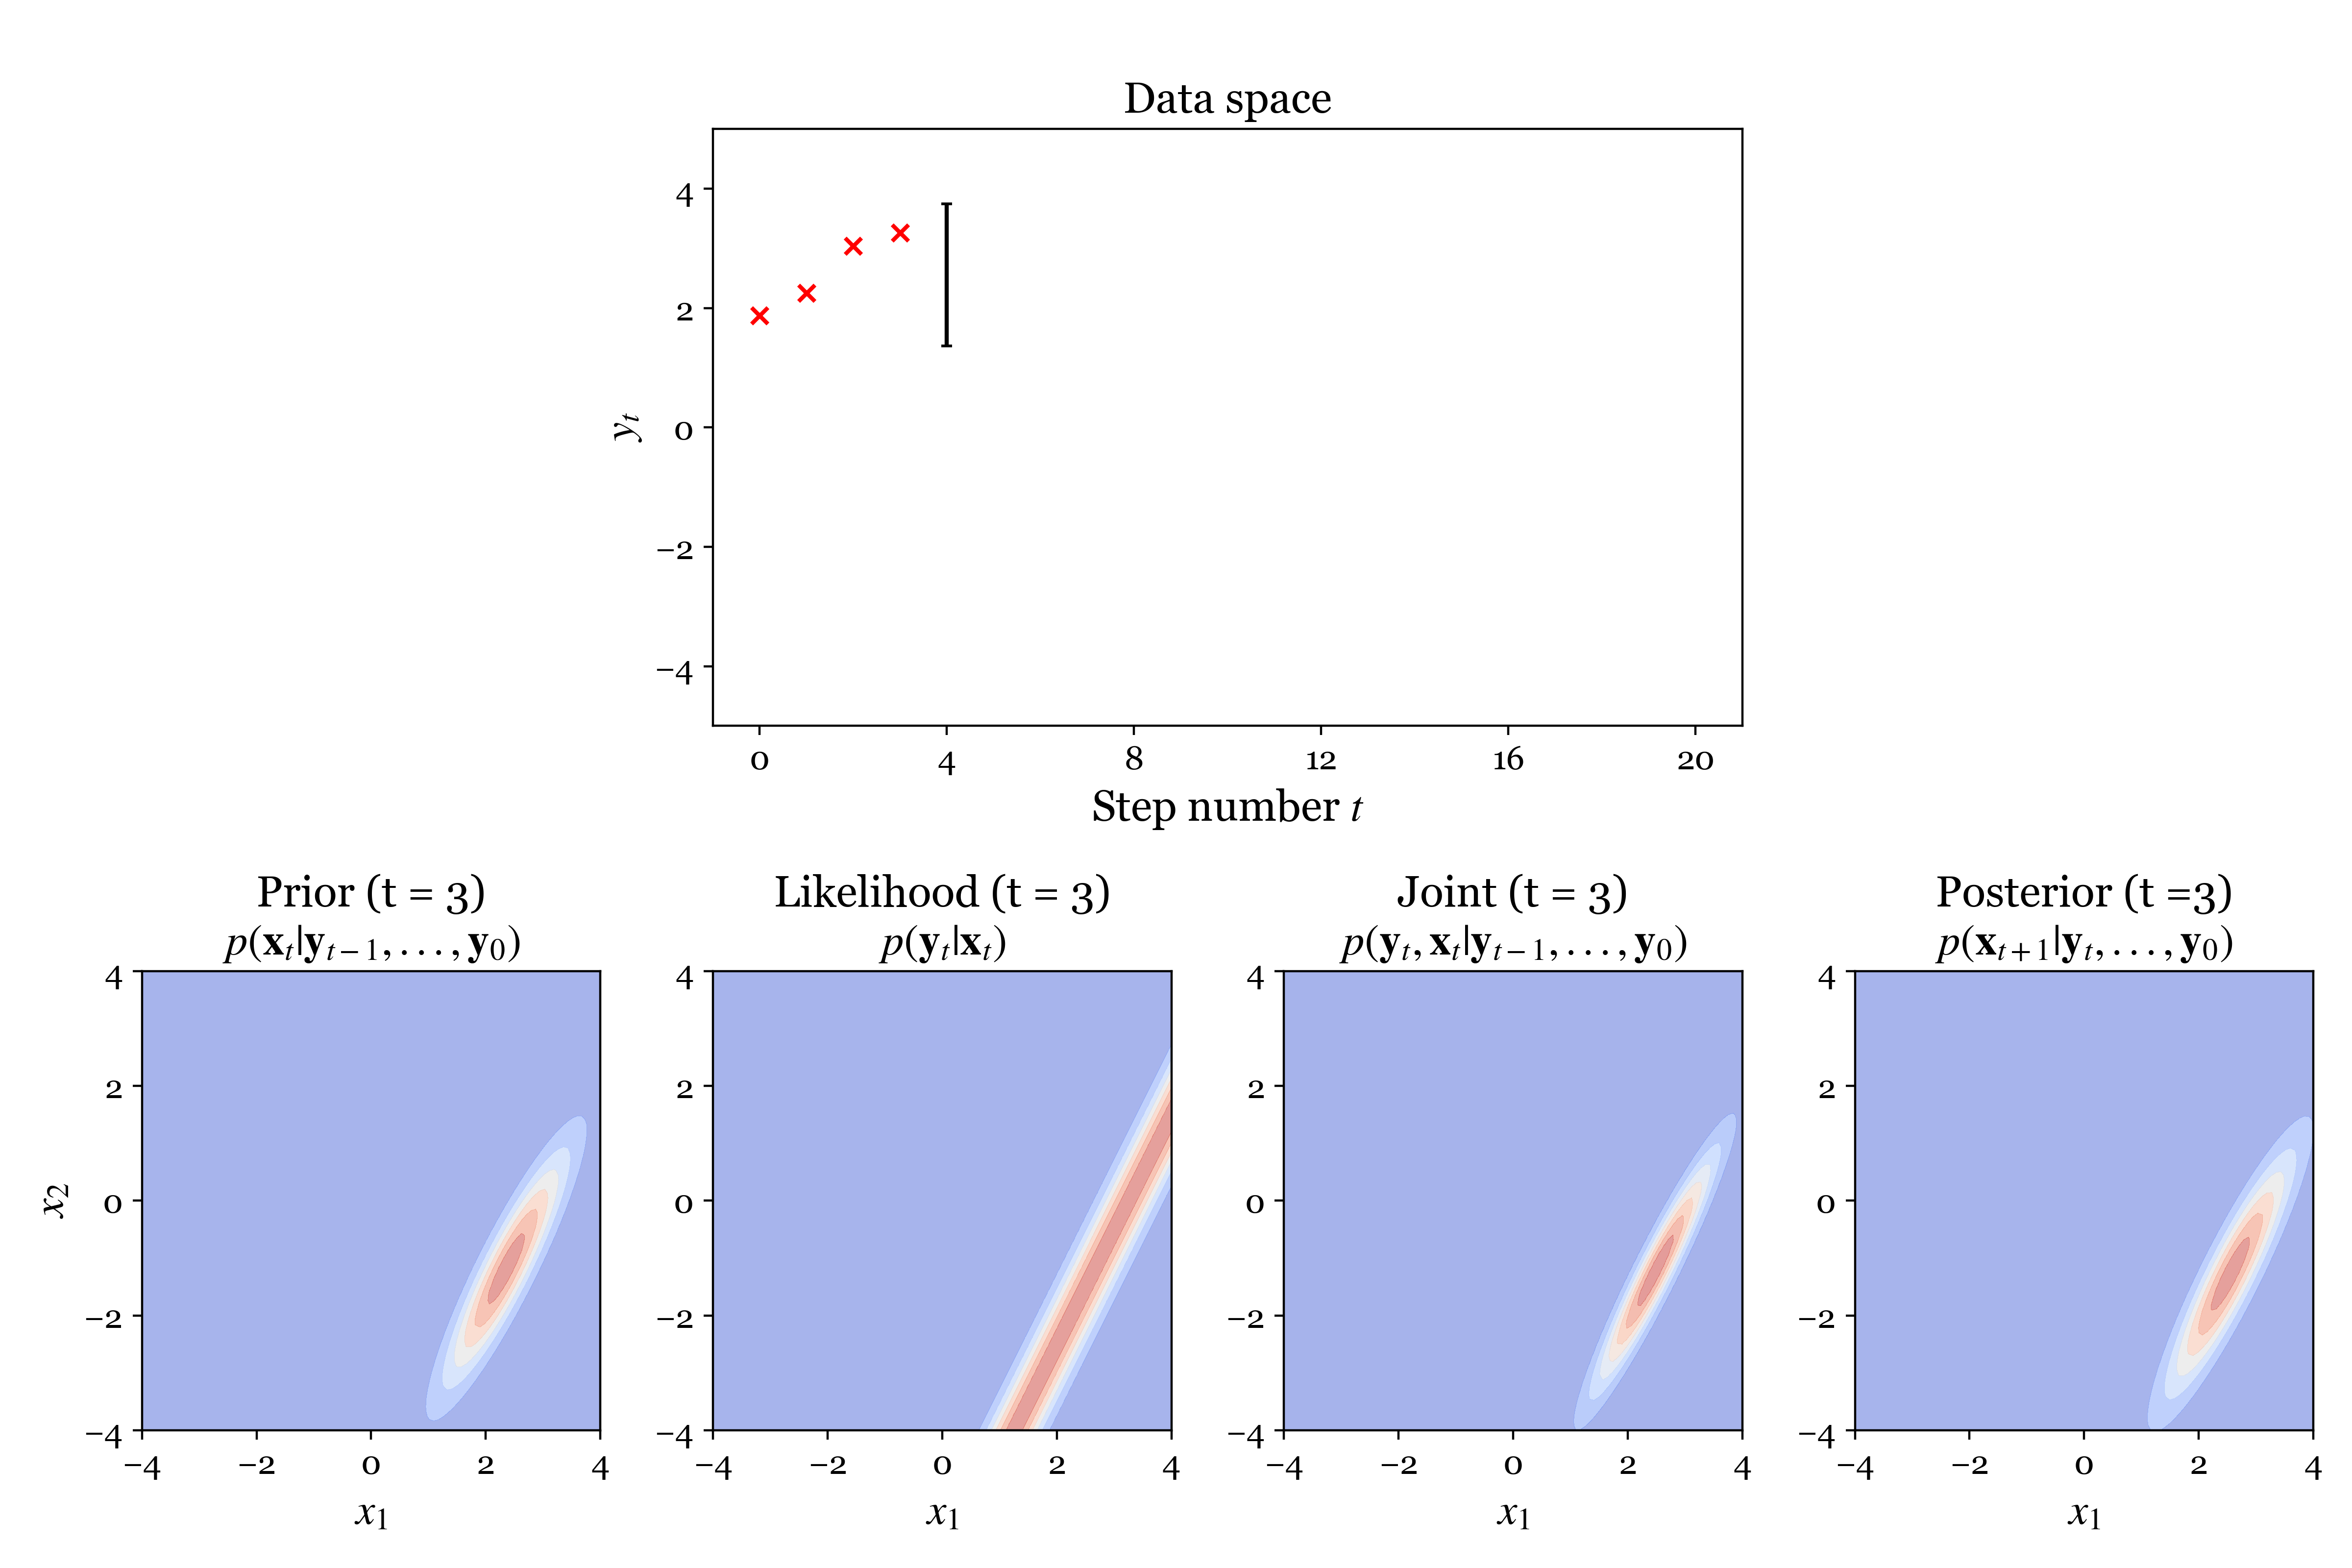 Data space
4
2
0
−2
−4
y_t
0 4 8 12 16 20
Step number t
Prior (t = 3)
p(x_t|y_{t−1}, . . . , y_0)
4
2
0
−2
−4
x_2
−4 −2 0 2 4
x_1
Likelihood (t = 3)
p(y_t|x_t)
4
2
0
−2
−4
−4 −2 0 2 4
x_1
Joint (t = 3)
p(y_t, x_t|y_{t−1}, . . . , y_0)
4
2
0
−2
−4
−4 −2 0 2 4
x_1
Posterior (t =3)
p(x_{t+1}|y_t, . . . , y_0)
4
2
0
−2
−4
−4 −2 0 2 4
x_1